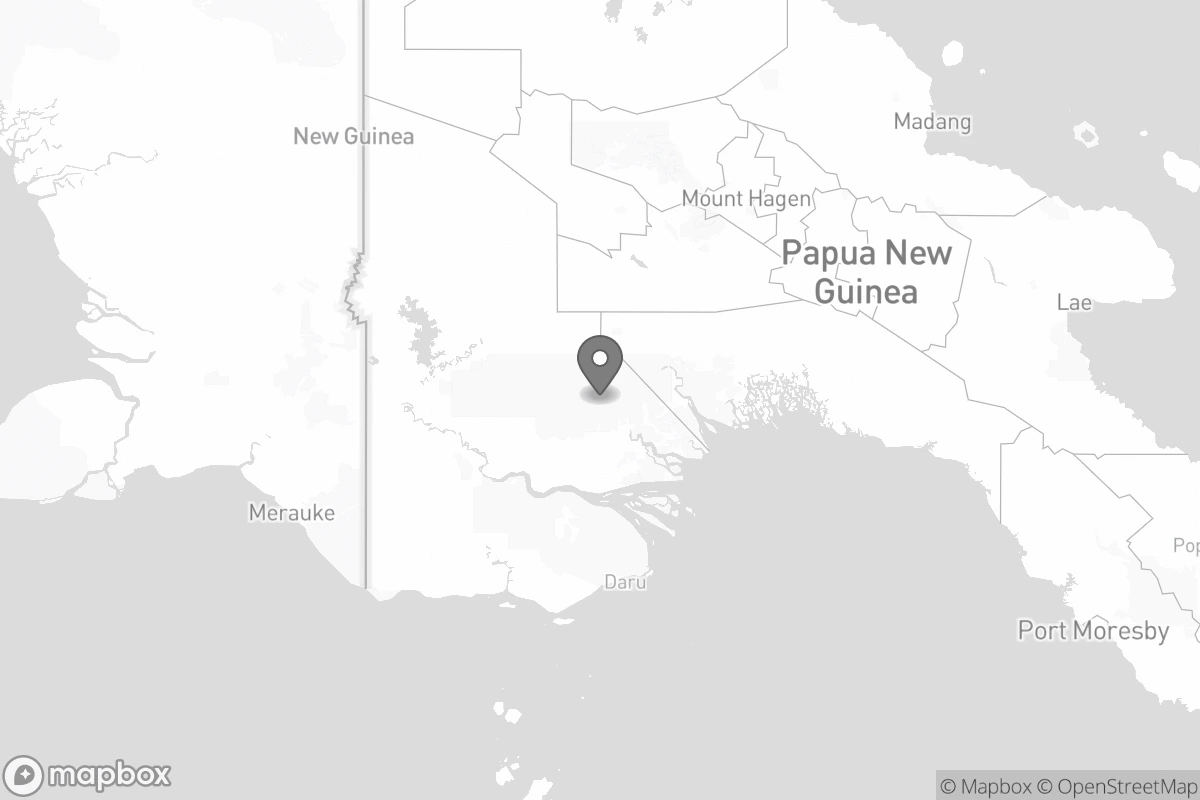 Madang
New Guinea
Mount Hagen
Papua New
Guinea
Lae
Merauke
Pop
Daru
Port Moresby
mapbox
© Mapbox © OpenStreetMap